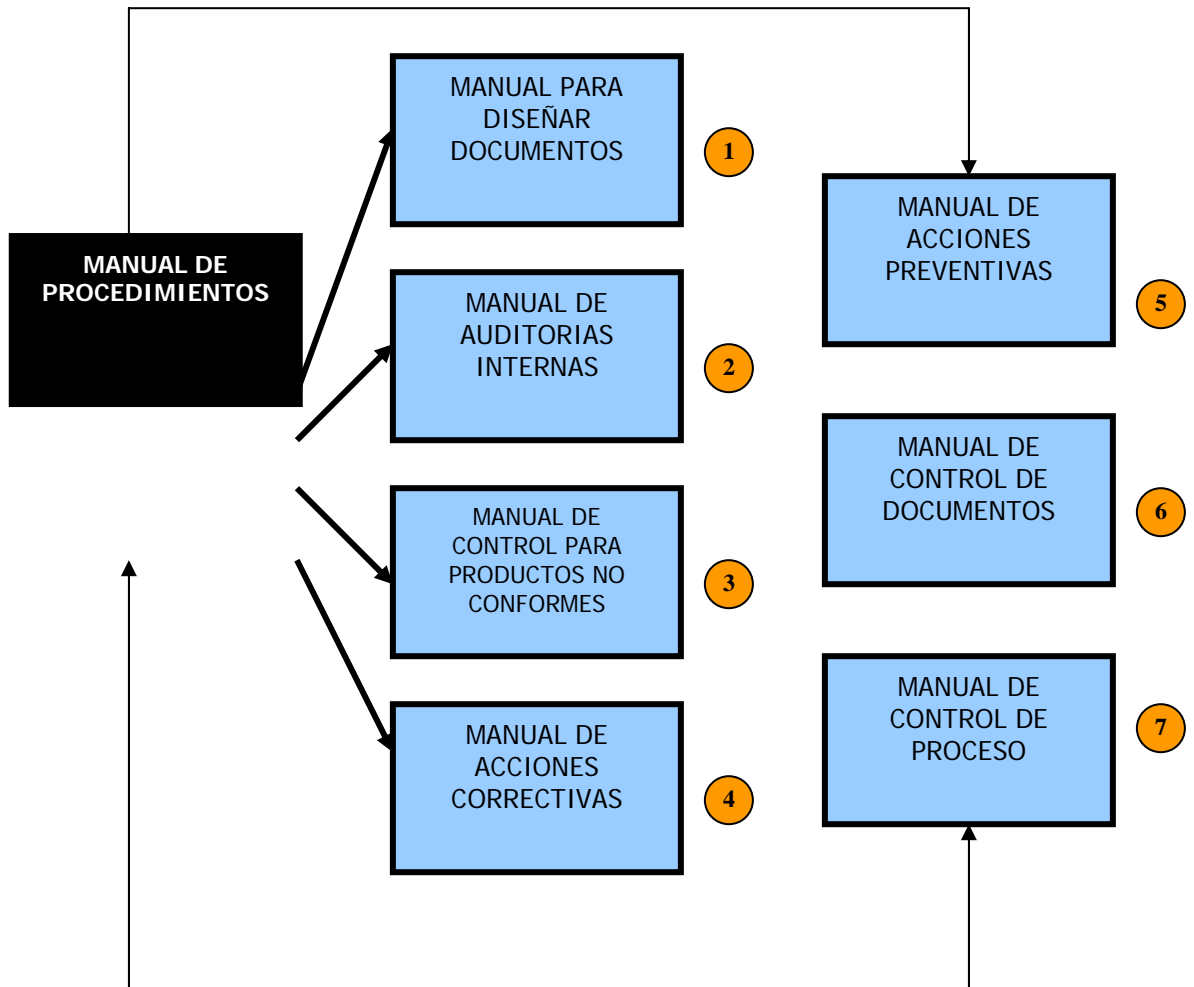 MANUAL DE
PROCEDIMIENTOS
MANUAL PARA
DISEÑAR
DOCUMENTOS
1
MANUAL DE
AUDITORIAS
INTERNAS
2
MANUAL DE
CONTROL PARA
PRODUCTOS NO
CONFORMES
3
MANUAL DE
ACCIONES
CORRECTIVAS
4
MANUAL DE
ACCIONES
PREVENTIVAS
5
MANUAL DE
CONTROL DE
DOCUMENTOS
6
MANUAL DE
CONTROL DE
PROCESO
7